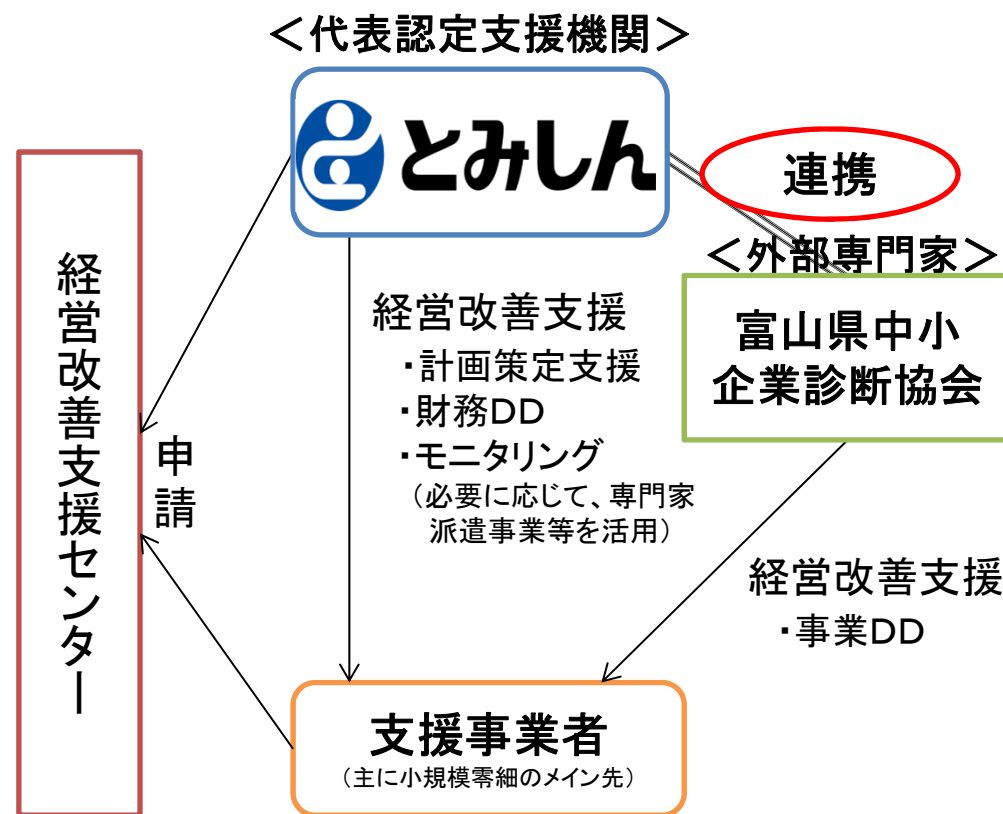 ＜代表認定支援機関＞
とみしん
連携
＜外部専門家＞
富山県中小
企業診断協会
経営改善支援センター
申
請
経営改善支援
・計画策定支援
・財務DD
・モニタリング
（必要に応じて、専門家
派遣事業等を活用）
経営改善支援
・事業DD
支援事業者
（主に小規模零細のメイン先）